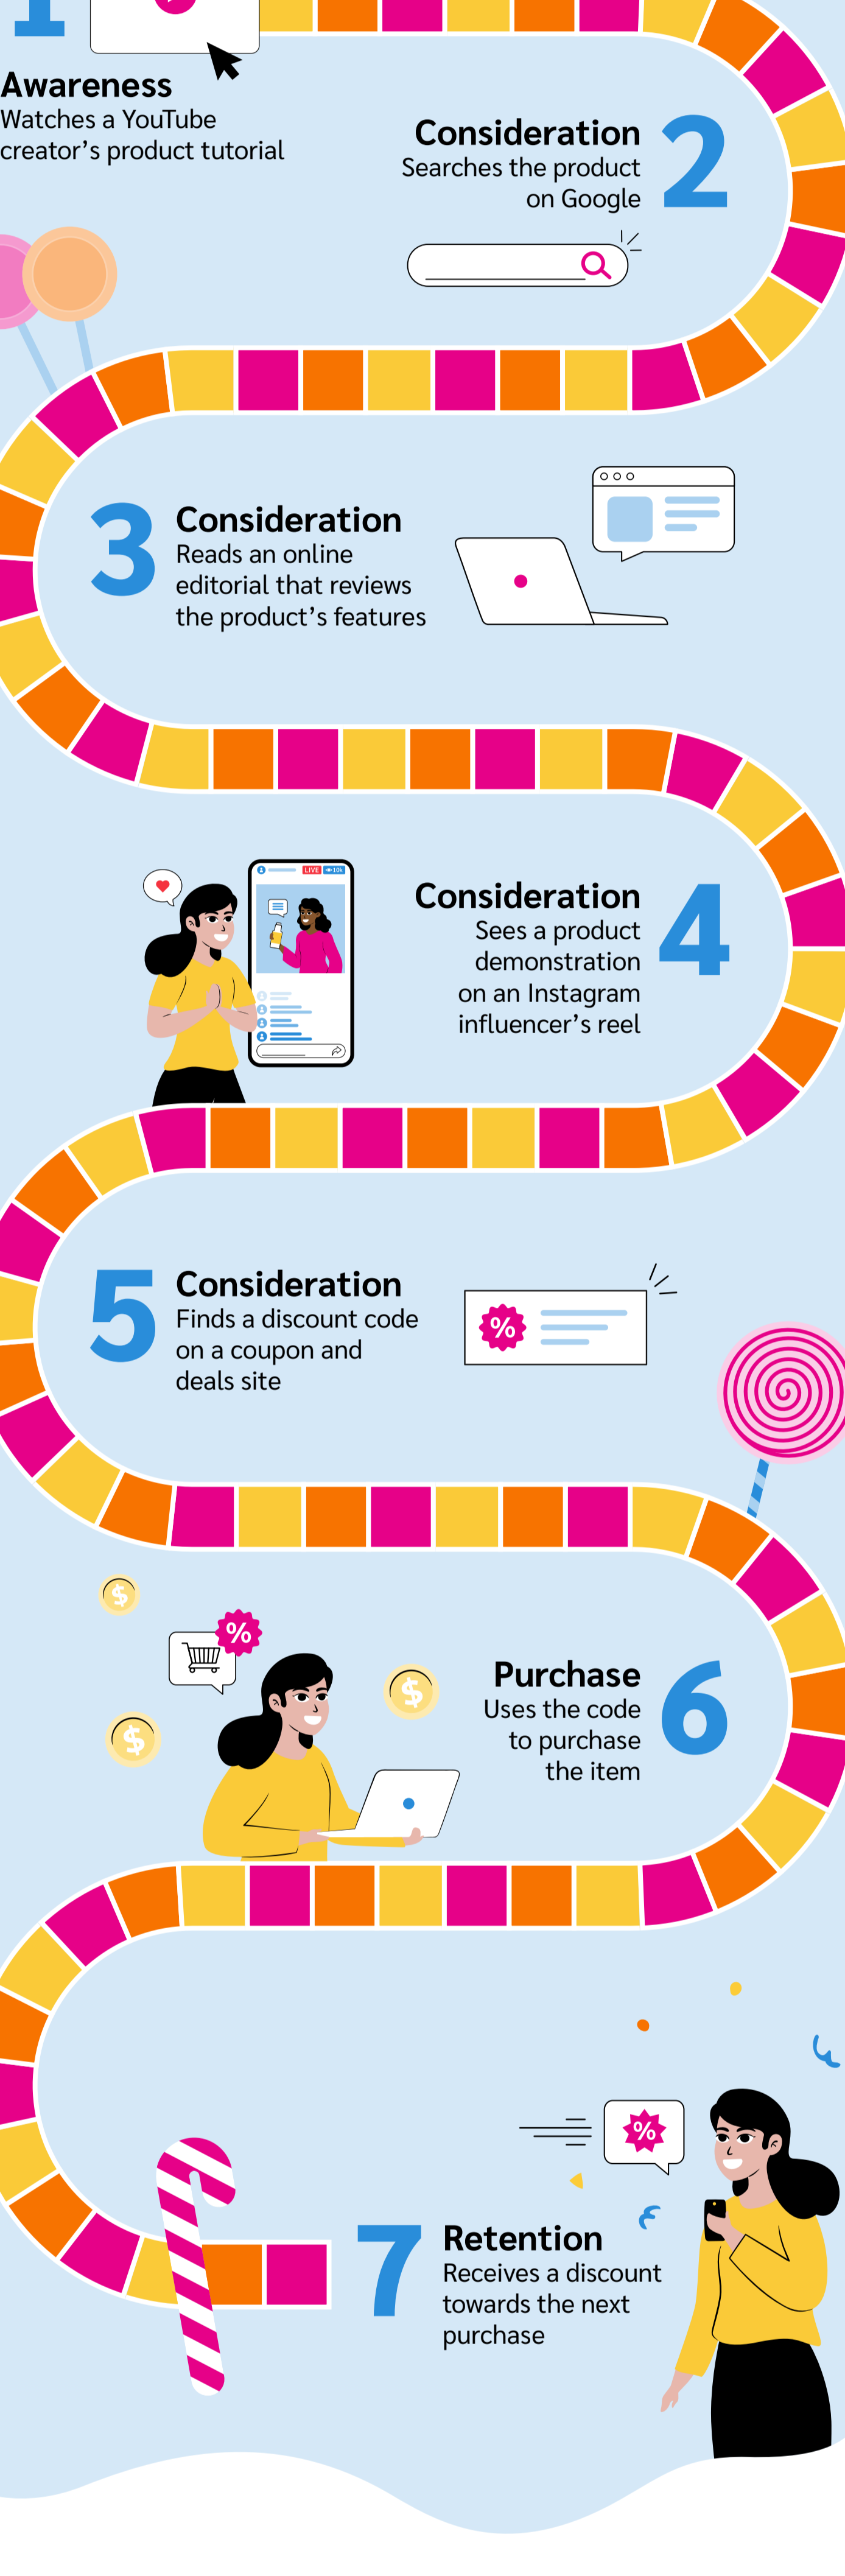 1
Awareness
Watches a YouTube
creator’s product tutorial
Consideration
Searches the product
on Google
2
3
Consideration
Reads an online
editorial that reviews
the product’s features
LIVE
10k
Consideration
Sees a product
demonstration
on an Instagram
influencer’s reel
4
5
Consideration
Finds a discount code
on a coupon and
deals site
%
$
%
$
$
Purchase
Uses the code
to purchase
the item
6
%
7
Retention
Receives a discount
towards the next
purchase